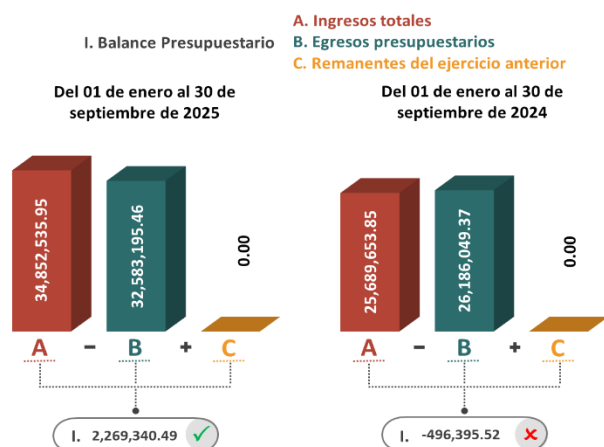 I. Balance Presupuestario
A. Ingresos totales
B. Egresos presupuestarios
C. Remanentes del ejercicio anterior
Del 01 de enero al 30 de
septiembre de 2025
34,852,535.95
32,583,195.46
0.00
A − B + C
I. 2,269,340.49
Del 01 de enero al 30 de
septiembre de 2024
25,689,653.85
26,186,049.37
0.00
A − B + C
I. -496,395.52